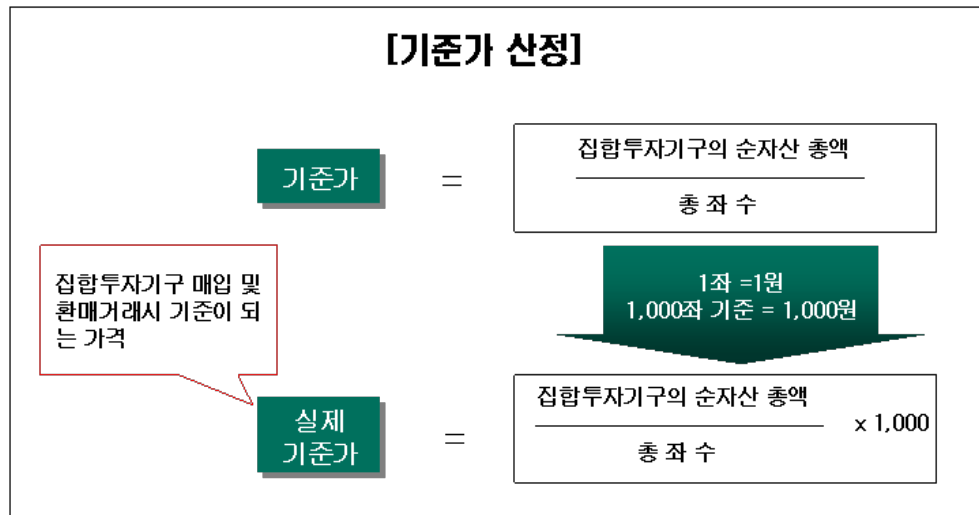 [기준가 산정]
기준가
=
집합투자기구의 순자산 총액
총 좌 수
집합투자기구 매입 및
환매거래시 기준이 되
는 가격
1좌 =1원
1,000좌 기준 = 1,000원
실제
기준가
=
집합투자기구의 순자산 총액
총 좌 수
x 1,000